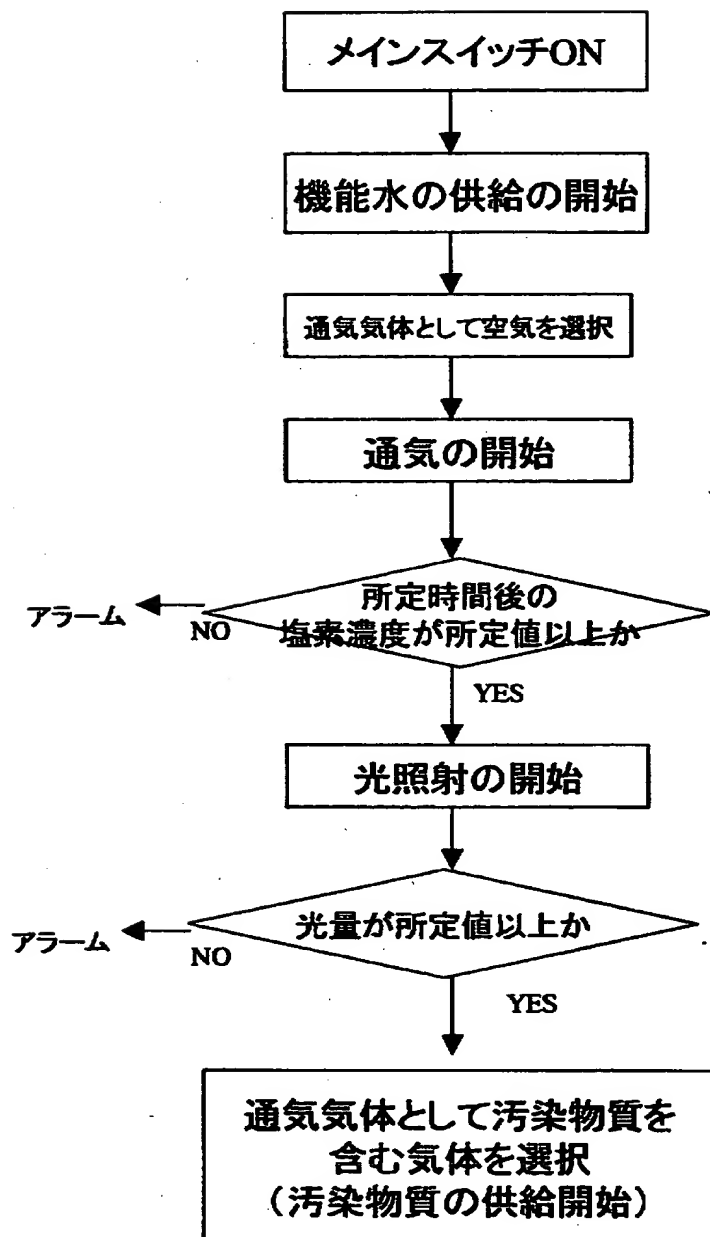 メインスイッチON
機能水の供給の開始
通気気体として空気を選択
通気の開始
所定時間後の
塩素濃度が所定値以上か
アラーム
NO
YES
光照射の開始
光量が所定値以上か
アラーム
NO
YES
通気気体として汚染物質を
含む気体を選択
（汚染物質の供給開始）